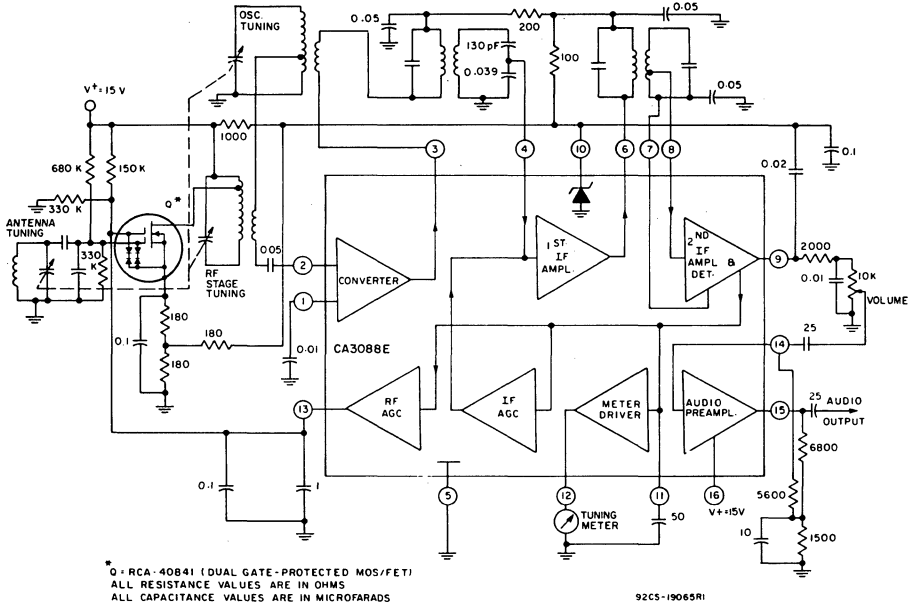 OSC.
TUNING
0.05
200
0.05
130 pF
0.039
100
0.05
V+=15 V
1000
3
4
10
6
7
8
0.02
0.1
680 K
150 K
330 K
Q*
ANTENNA
TUNING
330
K
RF
STAGE
TUNING
0.05
2
1
CONVERTER
1 ST.
IF
AMPL.
2 ND
IF
AMPL &
DET.
9
2000
0.01
10K
VOLUME
0.1
180
180
180
0.01
CA3088E
25
14
13
RF
AGC
IF
AGC
METER
DRIVER
AUDIO
PREAMPL.
15
25
AUDIO
OUTPUT
6800
0.1
1
5
12
11
16
V+=15V
5600
TUNING
METER
50
10
1500
* Q = RCA-40841 (DUAL GATE-PROTECTED MOS/FET)
ALL RESISTANCE VALUES ARE IN OHMS
ALL CAPACITANCE VALUES ARE IN MICROFARADS
92CS-19065R1